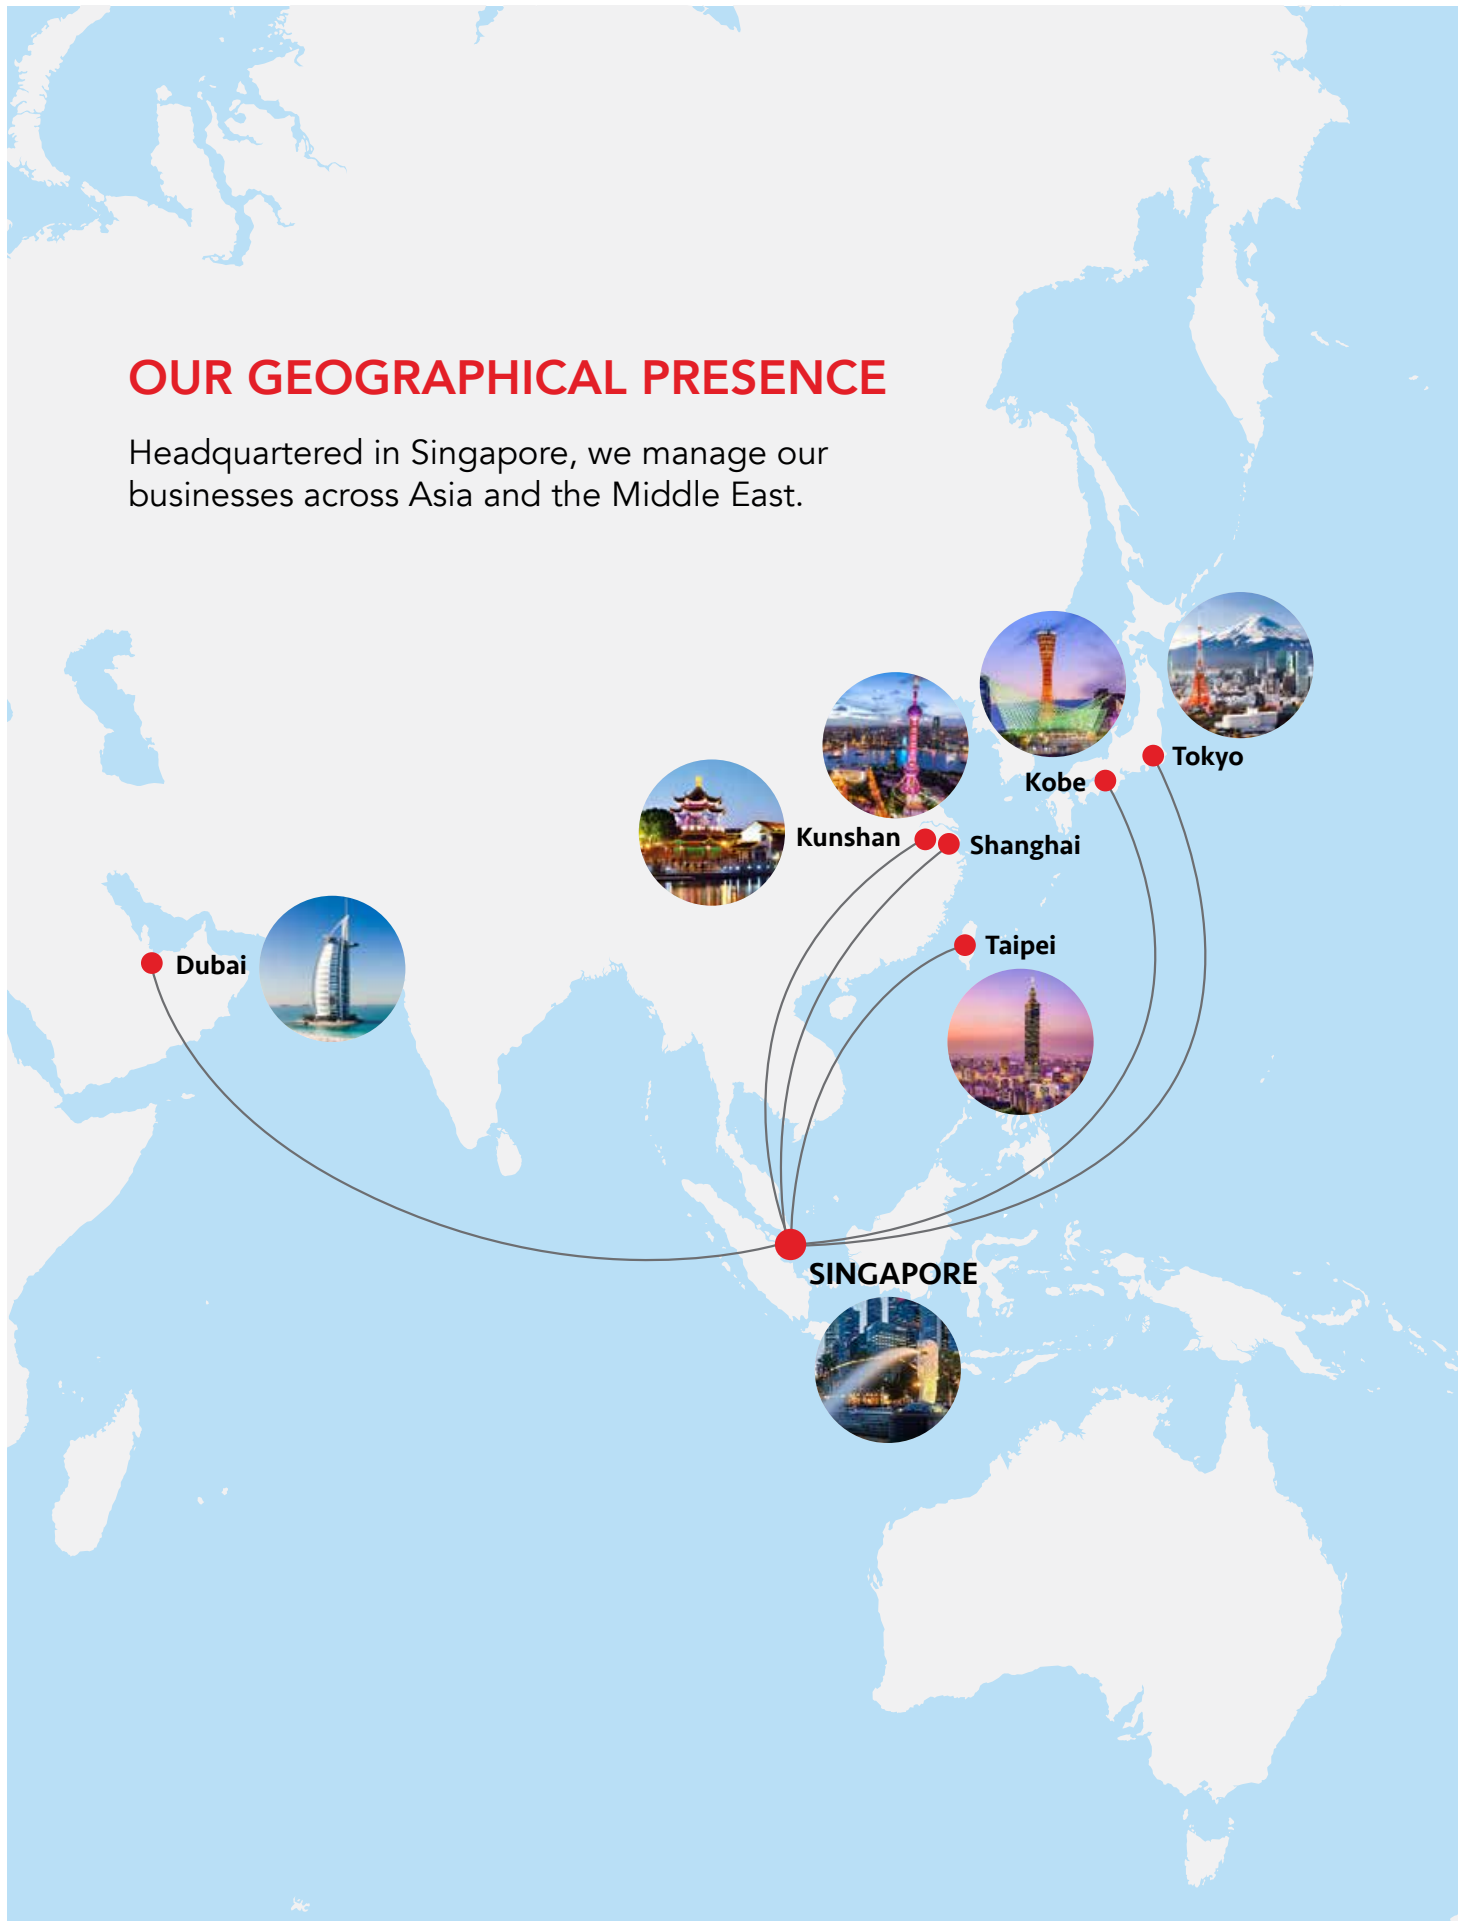 OUR GEOGRAPHICAL PRESENCE
Headquartered in Singapore, we manage our
businesses across Asia and the Middle East.
Tokyo
Kobe
Kunshan
Shanghai
Taipei
Dubai
SINGAPORE